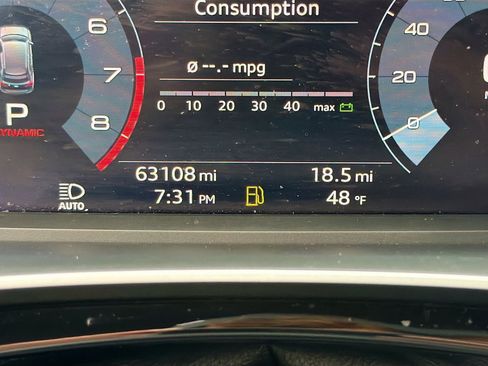 Consumption
6
7
8
P
DYNAMIC
Ø --.- mpg
0 10 20 30 40 max
40
20
0
63108 mi 18.5 mi
AUTO 7:31 PM 48 °F